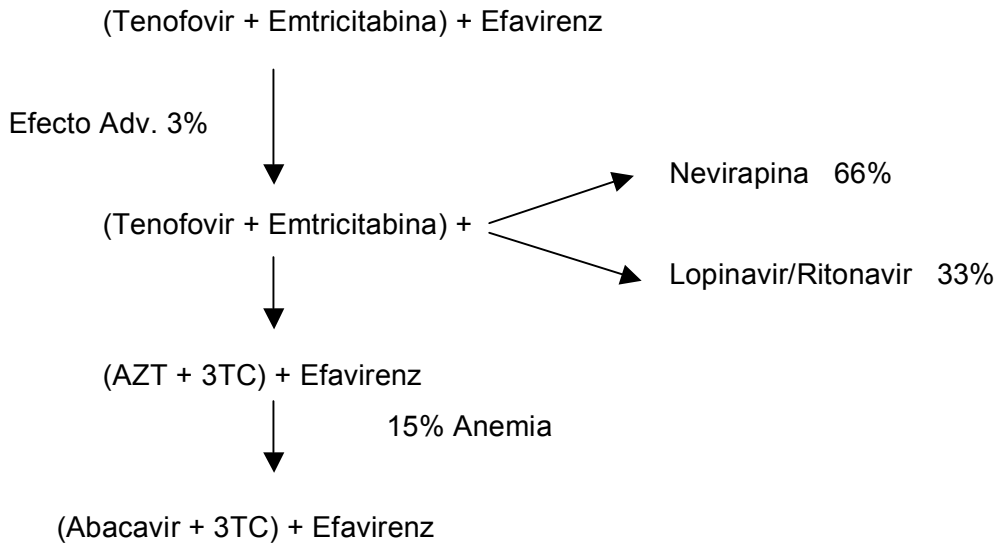 (Tenofovir + Emtricitabina) + Efavirenz
Efecto Adv. 3%
Nevirapina 66%
(Tenofovir + Emtricitabina) +
Lopinavir/Ritonavir 33%
(AZT + 3TC) + Efavirenz
15% Anemia
(Abacavir + 3TC) + Efavirenz